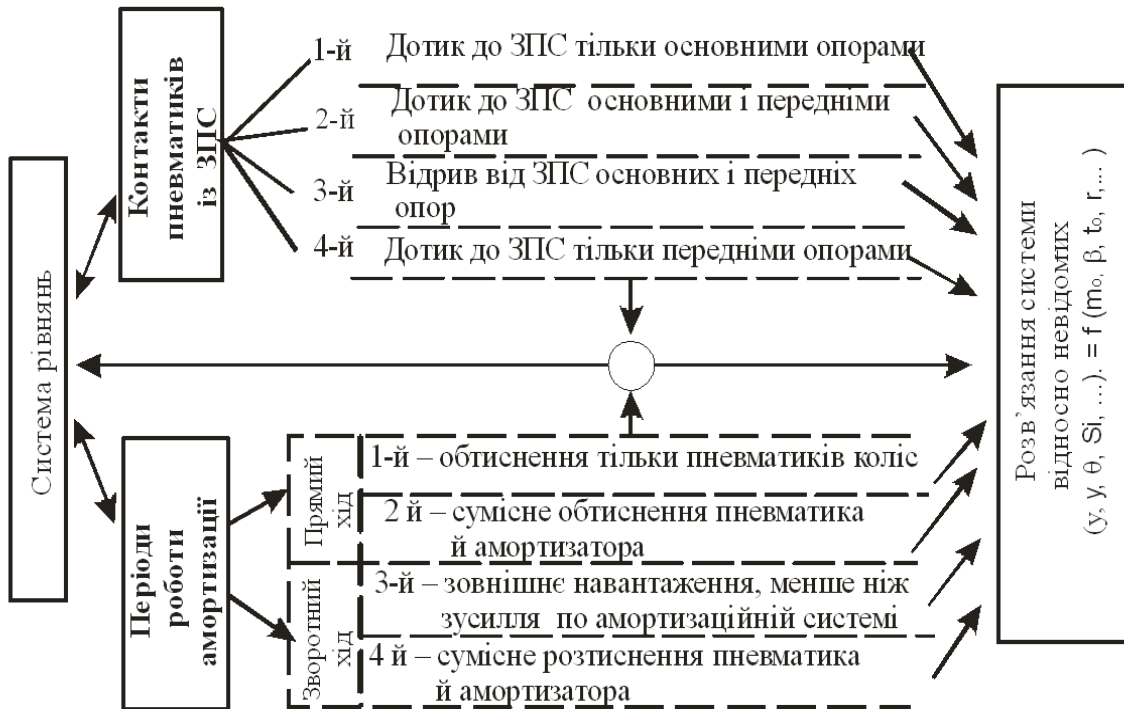 Система рівнянь
Контакти
пневматиків
із ЗПС
1-й Дотик до ЗПС тільки основними опорами
2-й Дотик до ЗПС основними і передніми
опорами
3-й Відрив від ЗПС основних і передніх
опор
4-й Дотик до ЗПС тільки передніми опорами
Періоди
роботи
амортизації
Прямий
хід
1-й – обтиснення тільки пневматиків коліс
2 й – сумісне обтиснення пневматика
й амортизатора
Зворотний
хід
3-й – зовнішнє навантаження, менше ніж
зусилля по амортизаційній системі
4 й – сумісне розтиснення пневматика
й амортизатора
Розв’язання системи
відносно невідомих
(y, y, θ, Si, ...). = f (m₀, β, t₀, r,... )